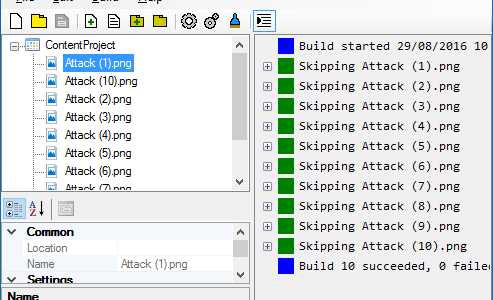 ContentProject
Attack (1).png
Attack (10).png
Attack (2).png
Attack (3).png
Attack (4).png
Attack (5).png
Attack (6).png
Attack (7).png
Common
Location
Name Attack (1).png
Settings
Name
Build started 29/08/2016 10
Skipping Attack (1).png
Skipping Attack (2).png
Skipping Attack (3).png
Skipping Attack (4).png
Skipping Attack (5).png
Skipping Attack (6).png
Skipping Attack (7).png
Skipping Attack (8).png
Skipping Attack (9).png
Skipping Attack (10).png
Build 10 succeeded, 0 failed